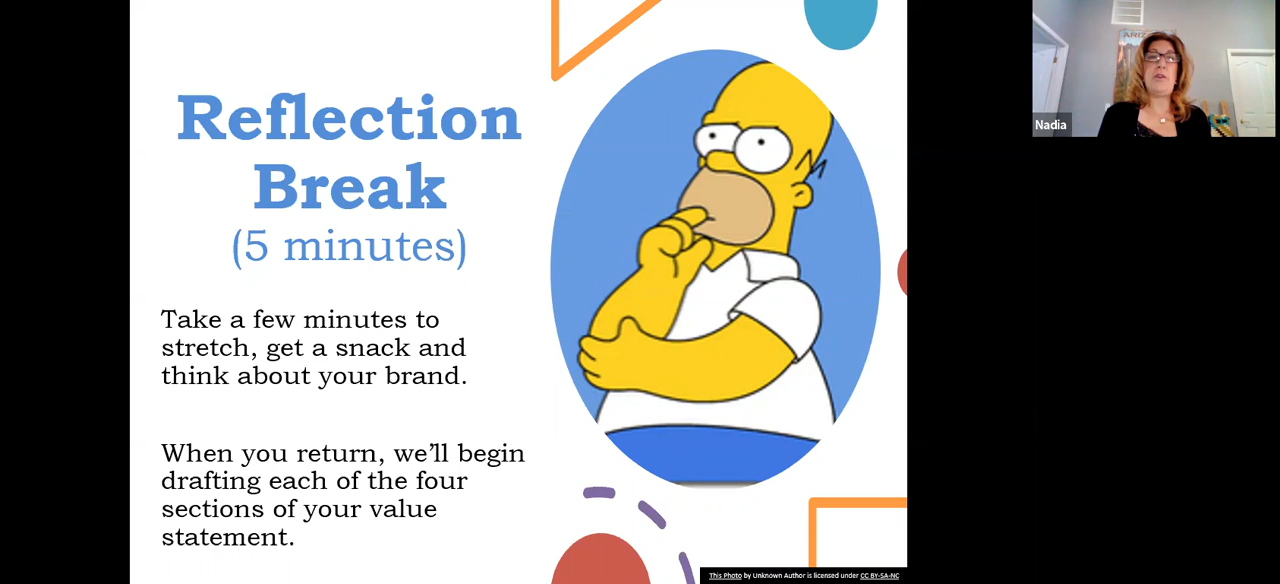 Reflection
Break
(5 minutes)
Take a few minutes to
stretch, get a snack and
think about your brand.
When you return, we’ll begin
drafting each of the four
sections of your value
statement.
This Photo by Unknown Author is licensed under CC BY-SA-NC
Nadia